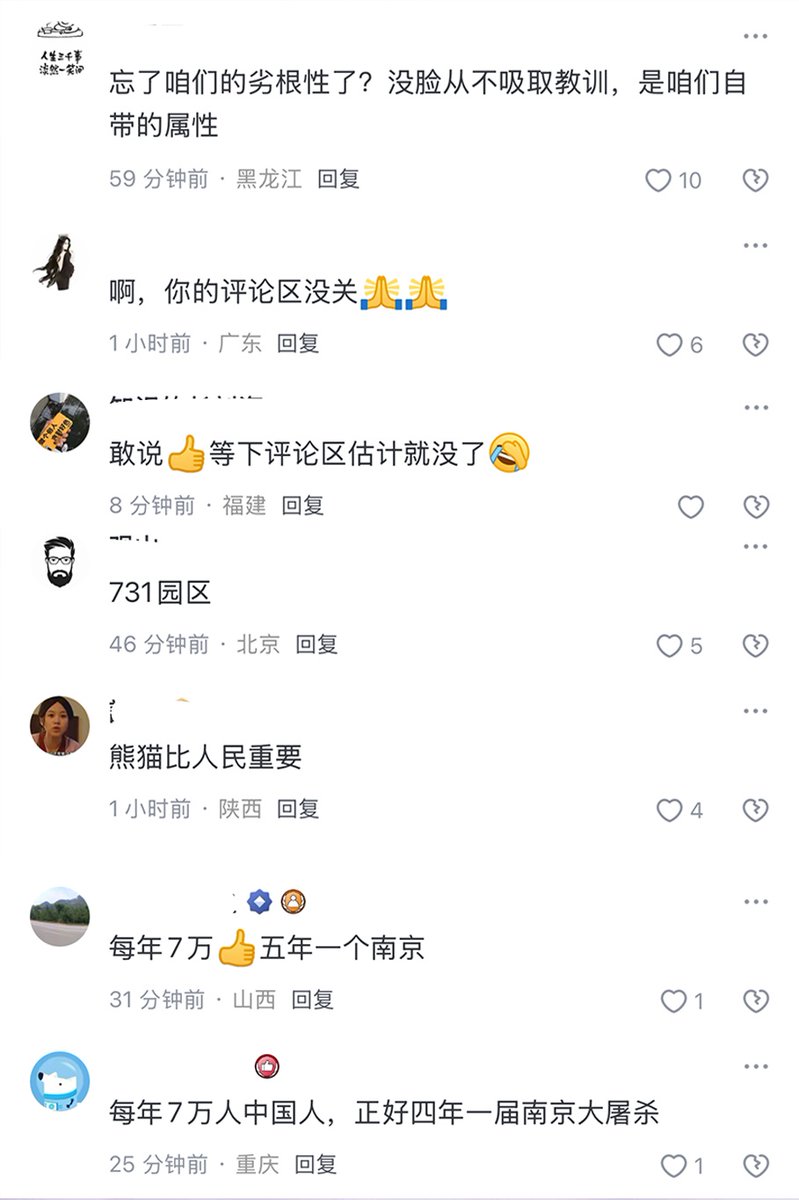 人生三千事
淡然一笑间
忘了咱们的劣根性了？没脸从不吸取教训，是咱们自
带的属性
59 分钟前 · 黑龙江 回复
10
啊，你的评论区没关🙏🙏
1 小时前 · 广东 回复
6
敢说👍等下评论区估计就没了🤣
8 分钟前 · 福建 回复
731园区
46 分钟前 · 北京 回复
5
熊猫比人民重要
1 小时前 · 陕西 回复
4
每年7万👍五年一个南京
31 分钟前 · 山西 回复
1
每年7万人中国人，正好四年一届南京大屠杀
25 分钟前 · 重庆 回复
1